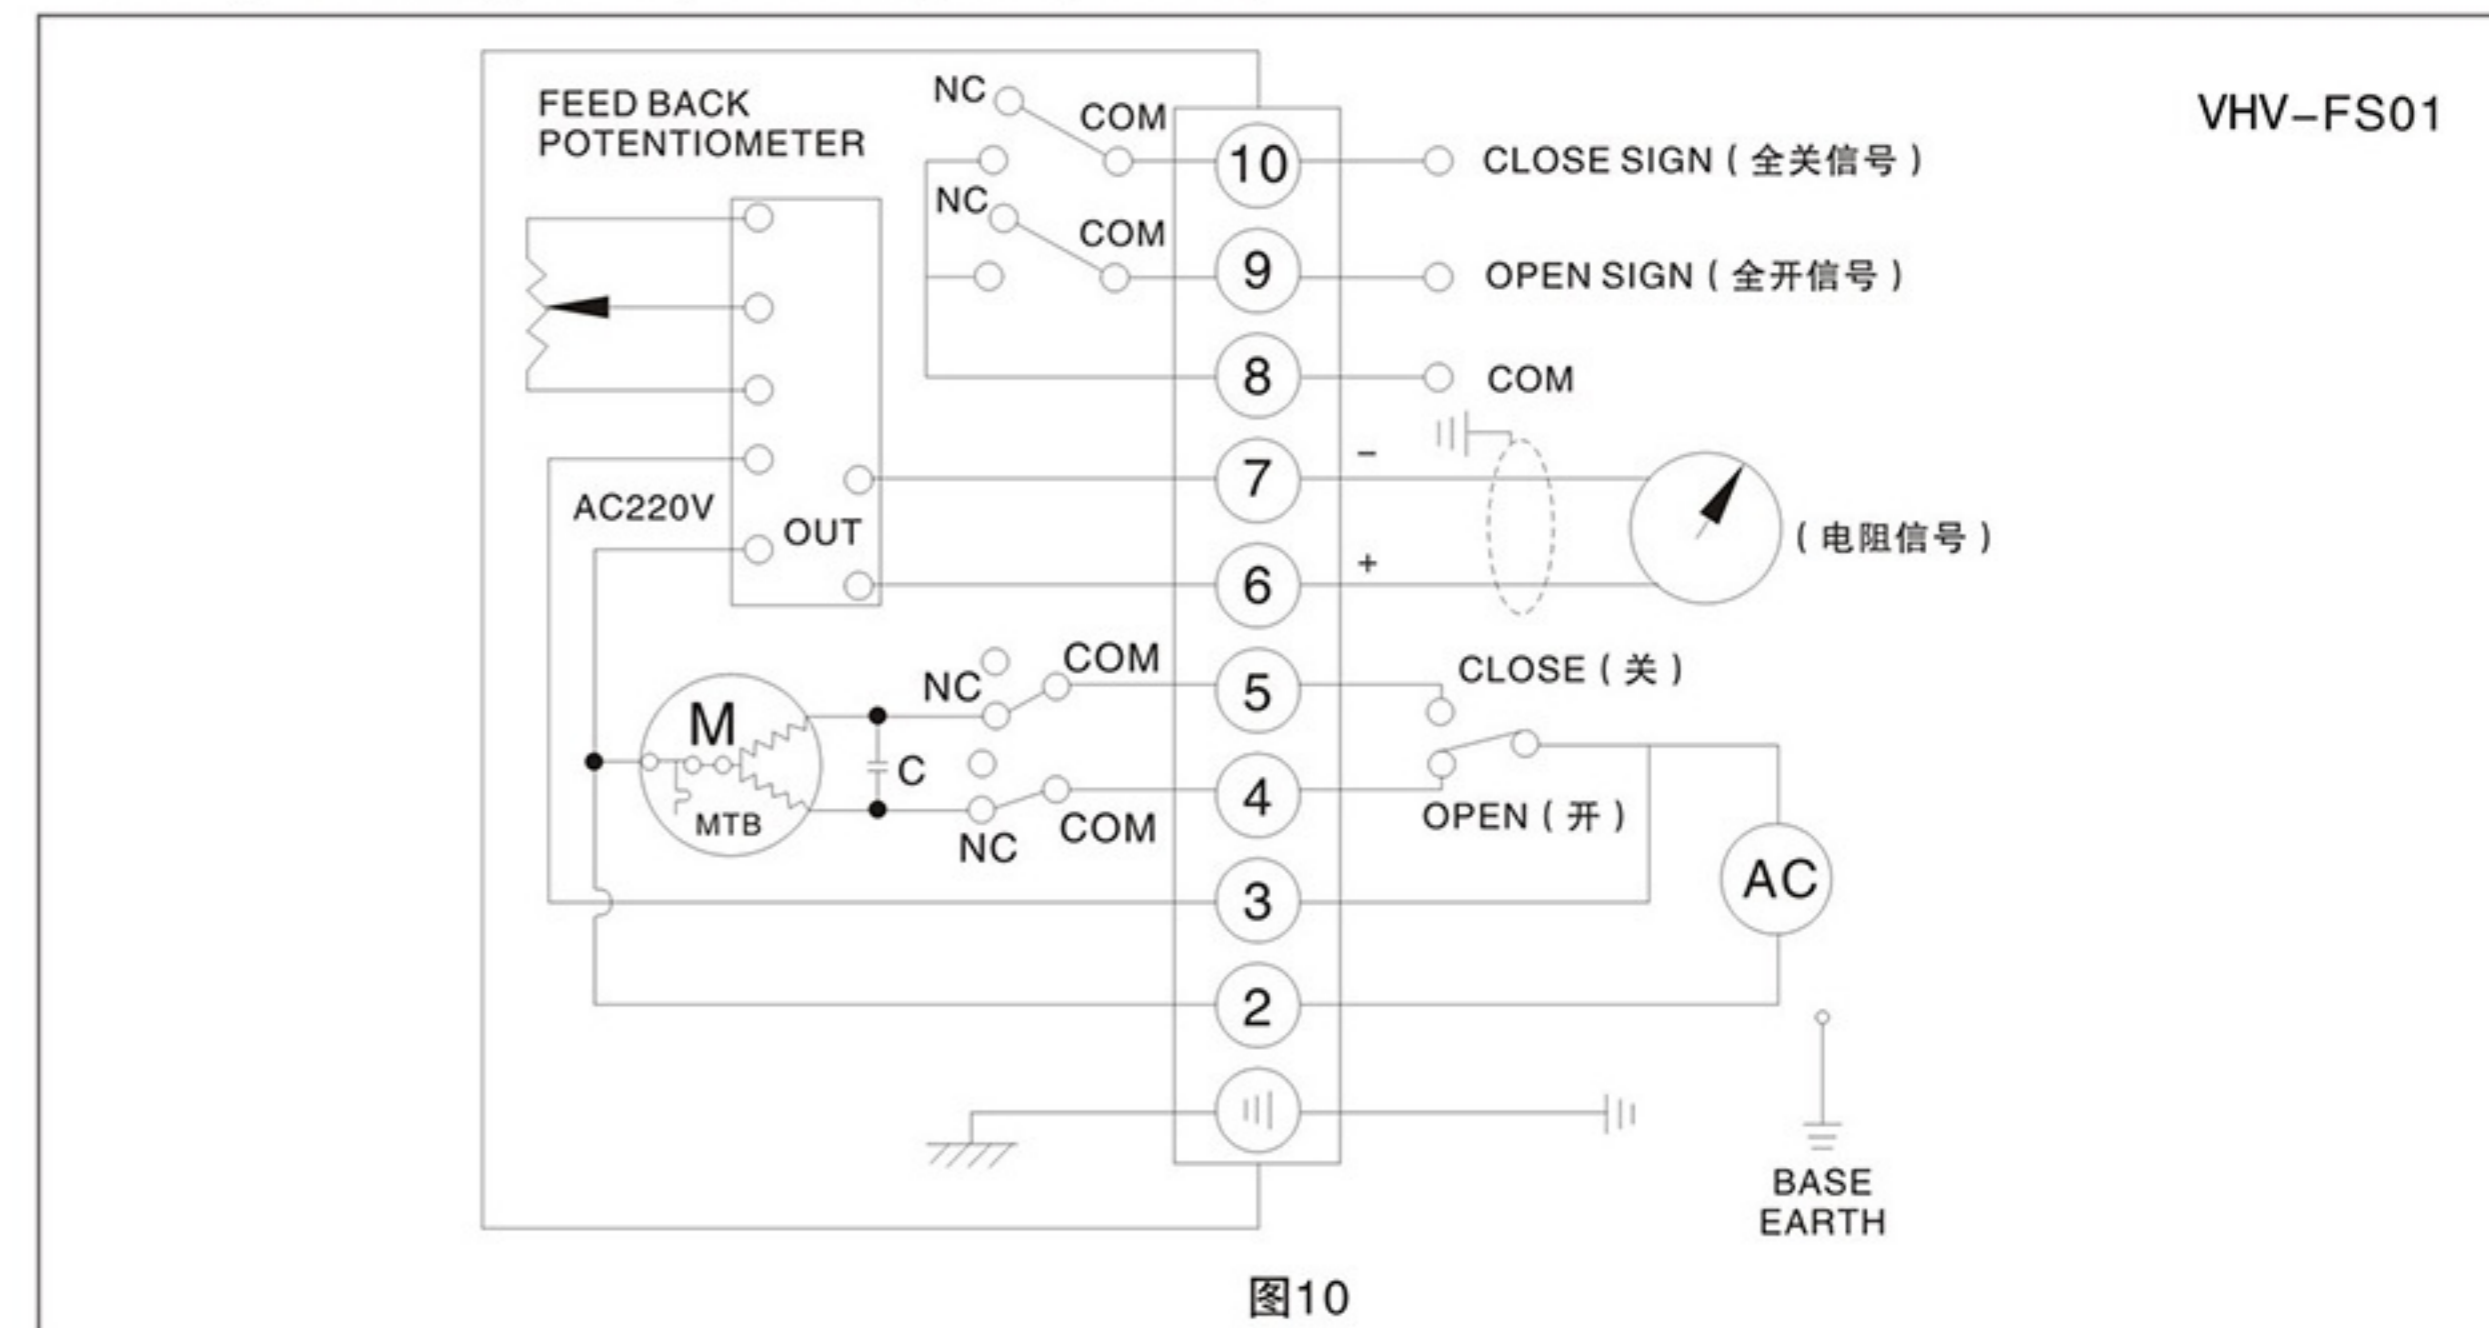 VHV–FS01
FEED BACK
POTENTIOMETER
NC
COM
10
CLOSE SIGN ( 全关信号 )
NC
COM
9
OPEN SIGN ( 全开信号 )
8
COM
7
–
AC220V
OUT
( 电阻信号 )
6
+
NC
COM
5
CLOSE ( 关 )
M
C
MTB
4
NC
COM
OPEN ( 开 )
3
AC
2
BASE
EARTH
图10